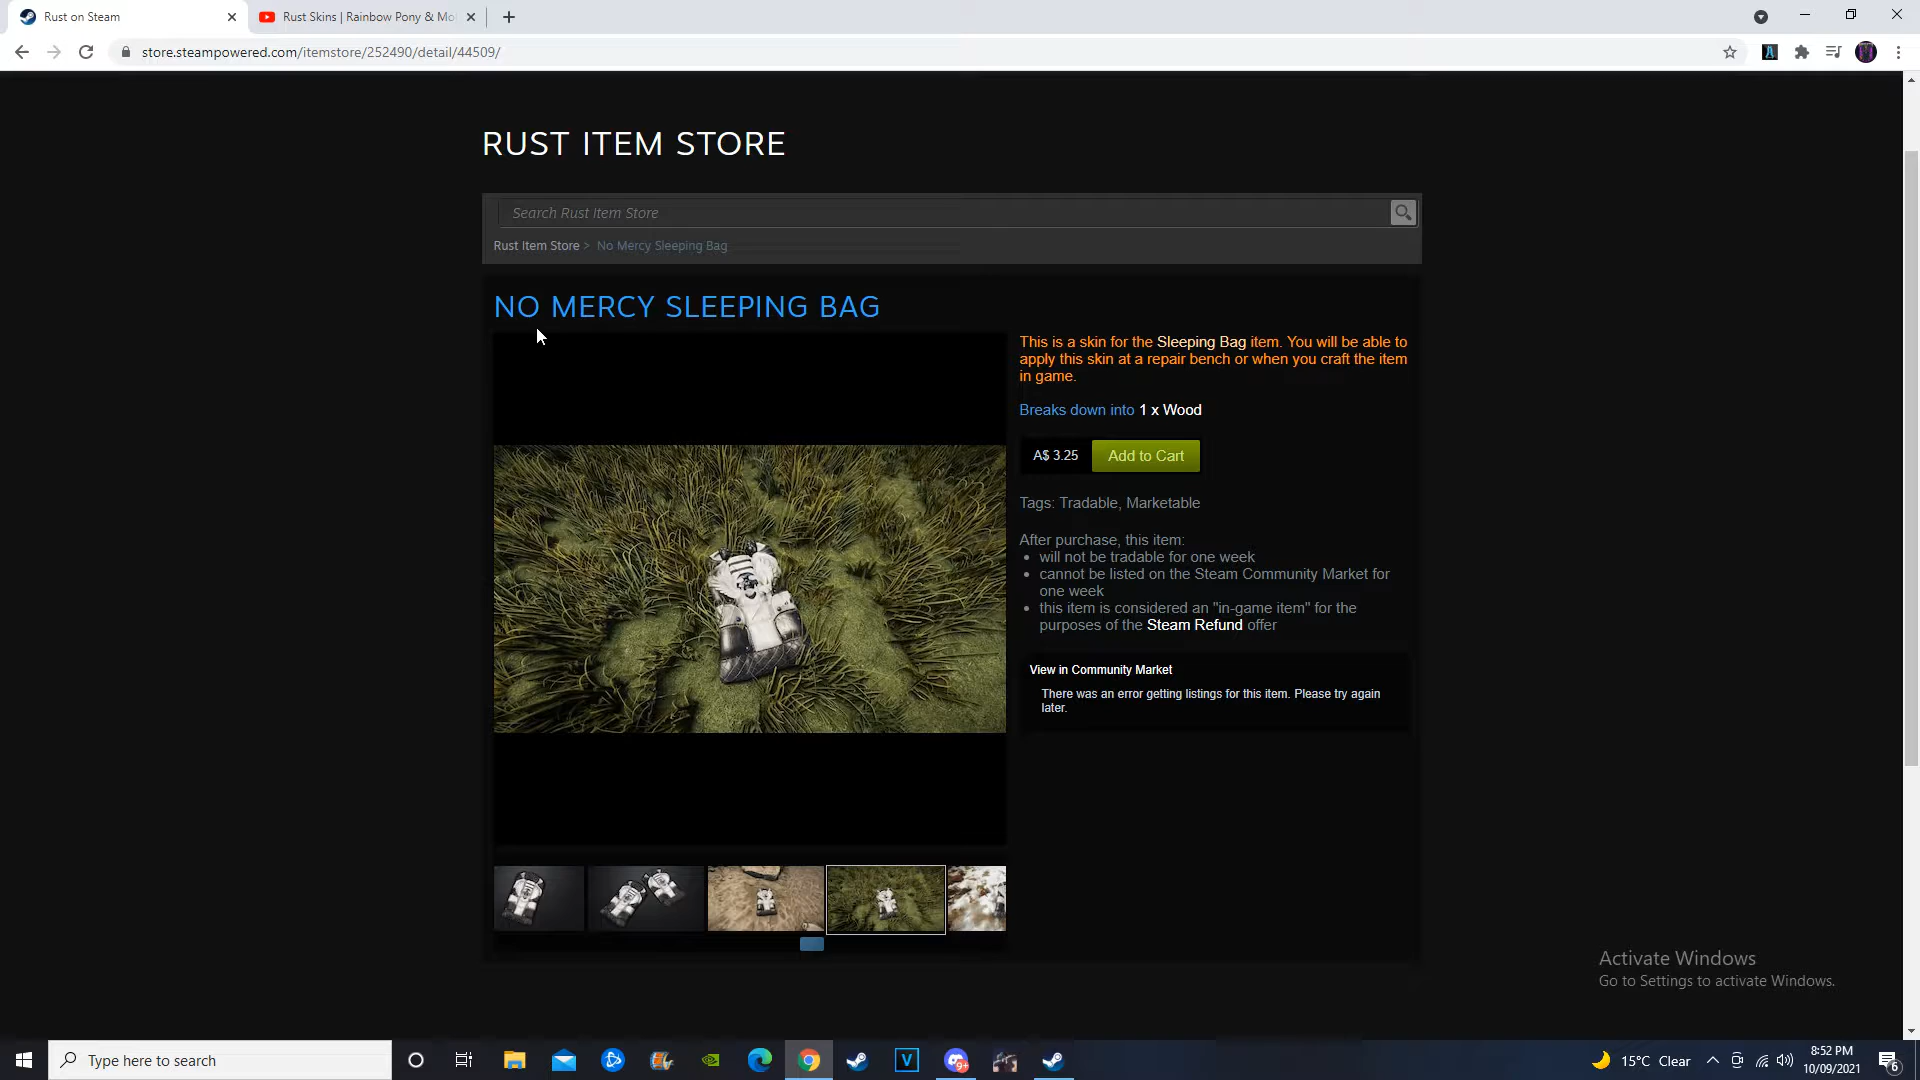 Rust on Steam
Rust Skins | Rainbow Pony & Mo
store.steampowered.com/itemstore/252490/detail/44509/
RUST ITEM STORE
Search Rust Item Store
Rust Item Store > No Mercy Sleeping Bag
NO MERCY SLEEPING BAG
This is a skin for the Sleeping Bag item. You will be able to
apply this skin at a repair bench or when you craft the item
in game.
Breaks down into 1 x Wood
A$ 3.25
Add to Cart
Tags: Tradable, Marketable
After purchase, this item:
will not be tradable for one week
cannot be listed on the Steam Community Market for
one week
this item is considered an "in-game item" for the
purposes of the Steam Refund offer
View in Community Market
There was an error getting listings for this item. Please try again
later.
Activate Windows
Go to Settings to activate Windows.
Type here to search
V
9+
15°C Clear
8:52 PM
10/09/2021
6